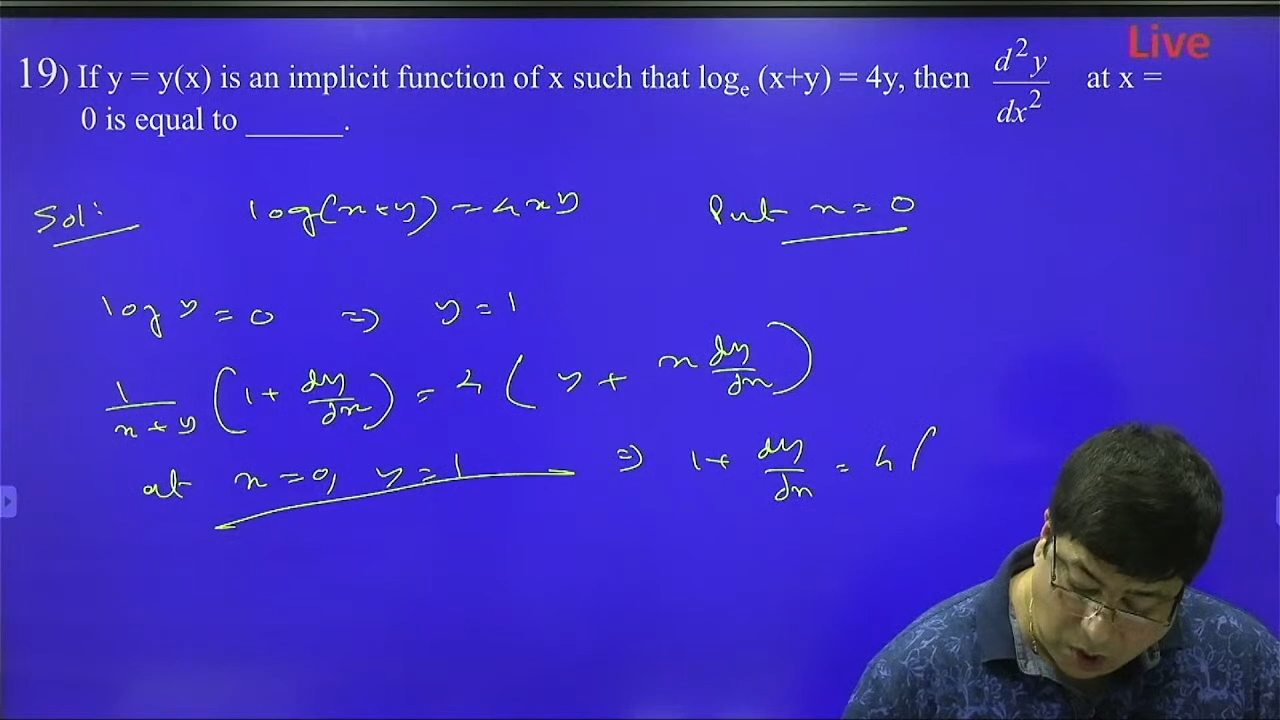 Live
19) If y = y(x) is an implicit function of x such that logₑ (x+y) = 4y, then d²y/dx² at x =
0 is equal to ______.
Sol:
log(x+y) = 4xy
Put x = 0
log y = 0 ⇒ y = 1
1/(x+y) (1 + dy/dx) = 4 ( y + x dy/dx )
at x = 0, y = 1 ⇒ 1 + dy/dx = 4 (